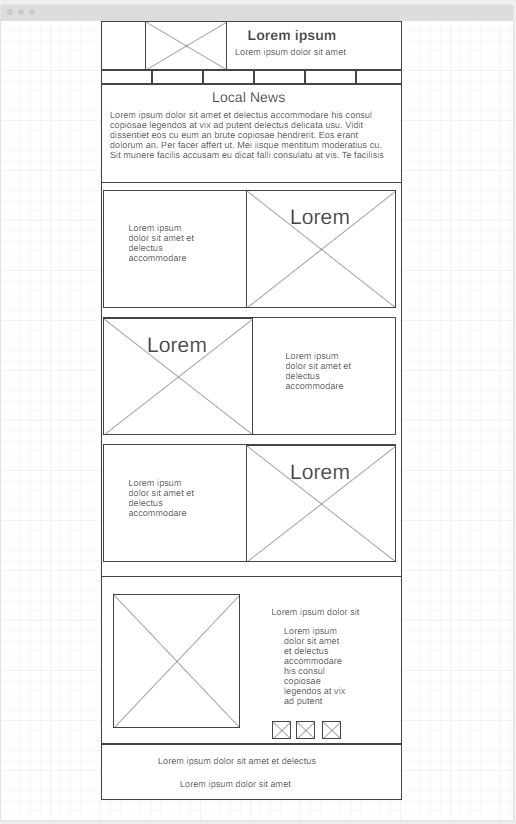 Lorem ipsum
Lorem ipsum dolor sit amet
Local News
Lorem ipsum dolor sit amet et delectus accommodare his consul
copiosae legendos at vix ad putent delectus delicata usu. Vidit
dissentiet eos cu eum an brute copiosae hendrerit. Eos erant
dolorum an. Per facer affert ut. Mei iisque mentitum moderatius cu.
Sit munere facilis accusam eu dicat falli consulatu at vis. Te facilisis
Lorem ipsum
dolor sit amet et
delectus
accommodare
Lorem
Lorem
Lorem ipsum
dolor sit amet et
delectus
accommodare
Lorem ipsum
dolor sit amet et
delectus
accommodare
Lorem
Lorem ipsum dolor sit
Lorem ipsum
dolor sit amet
et delectus
accommodare
his consul
copiosae
legendos at vix
ad putent
Lorem ipsum dolor sit amet et delectus
Lorem ipsum dolor sit amet